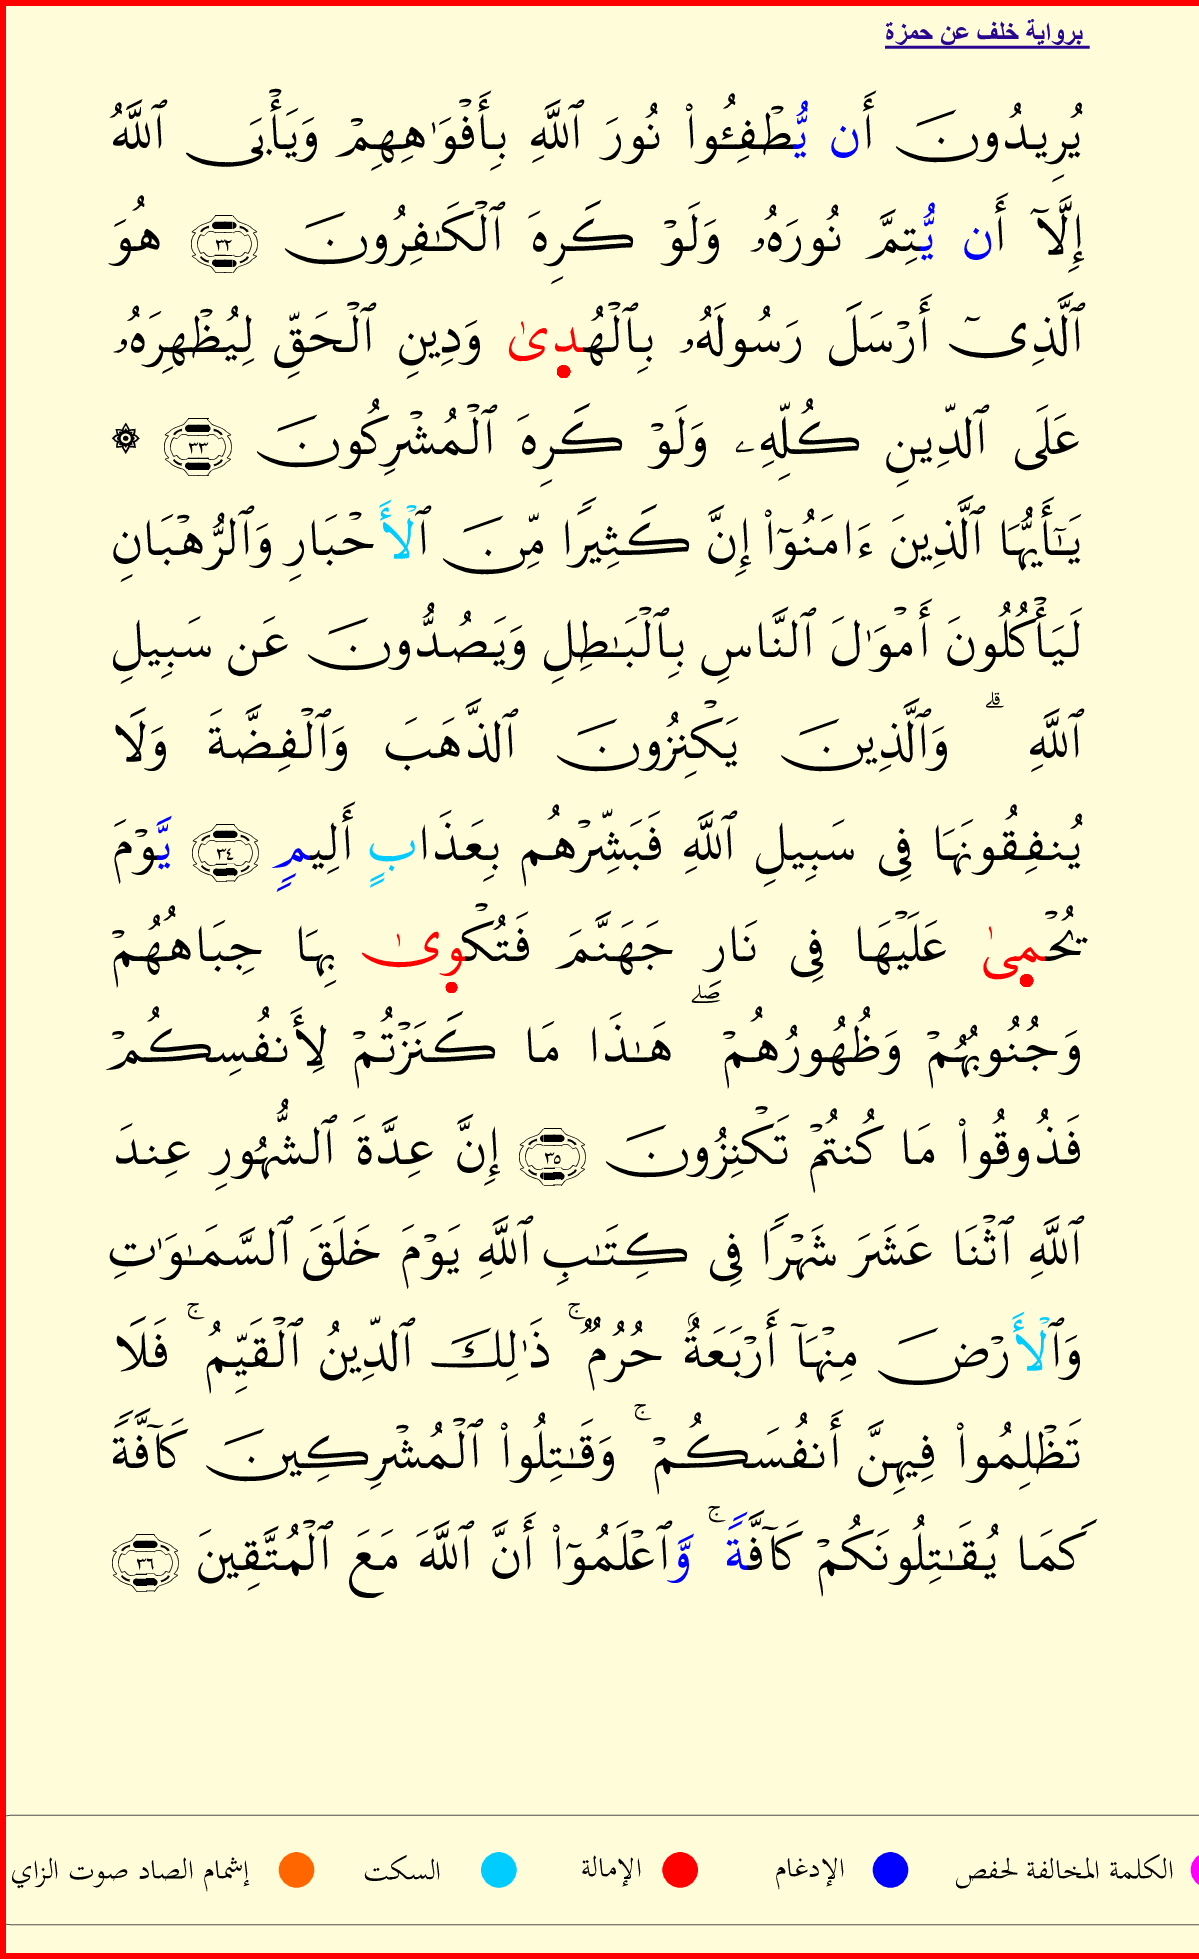 برواية خلف عن حمزة
يُرِيدُونَ أَن يُّطْفِـُٔواْ نُورَ ٱللَّهِ بِأَفْوَٰهِهِمْ وَيَأْبَى ٱللَّهُ
إِلَّآ أَن يُّتِمَّ نُورَهُۥ وَلَوْ كَرِهَ ٱلْكَـٰفِرُونَ ٣٢ هُوَ
ٱلَّذِىٓ أَرْسَلَ رَسُولَهُۥ بِٱلْهُدِىٰ وَدِينِ ٱلْحَقِّ لِيُظْهِرَهُۥ
عَلَى ٱلدِّينِ كُلِّهِۦ وَلَوْ كَرِهَ ٱلْمُشْرِكُونَ ٣٣ ۞
يَـٰٓأَيُّهَا ٱلَّذِينَ ءَامَنُوٓاْ إِنَّ كَثِيرًا مِّنَ ٱلْأَحْبَارِ وَٱلرُّهْبَانِ
لَيَأْكُلُونَ أَمْوَٰلَ ٱلنَّاسِ بِٱلْبَـٰطِلِ وَيَصُدُّونَ عَن سَبِيلِ
ٱللَّهِ ۗ وَٱلَّذِينَ يَكْنِزُونَ ٱلذَّهَبَ وَٱلْفِضَّةَ وَلَا
يُنفِقُونَهَا فِى سَبِيلِ ٱللَّهِ فَبَشِّرْهُم بِعَذَابٍ أَلِيمٍ ٣٤ يَّوْمَ
يُحْمِىٰ عَلَيْهَا فِى نَارِ جَهَنَّمَ فَتُكْوِىٰ بِهَا جِبَاهُهُمْ
وَجُنُوبُهُمْ وَظُهُورُهُمْ ۖ هَـٰذَا مَا كَنَزْتُمْ لِأَنفُسِكُمْ
فَذُوقُواْ مَا كُنتُمْ تَكْنِزُونَ ٣٥ إِنَّ عِدَّةَ ٱلشُّهُورِ عِندَ
ٱللَّهِ ٱثْنَا عَشَرَ شَهْرًا فِى كِتَـٰبِ ٱللَّهِ يَوْمَ خَلَقَ ٱلسَّمَـٰوَٰتِ
وَٱلْأَرْضَ مِنْهَآ أَرْبَعَةٌ حُرُمٌ ۚ ذَٰلِكَ ٱلدِّينُ ٱلْقَيِّمُ ۚ فَلَا
تَظْلِمُواْ فِيهِنَّ أَنفُسَكُمْ ۚ وَقَـٰتِلُواْ ٱلْمُشْرِكِينَ كَآفَّةً
كَمَا يُقَـٰتِلُونَكُمْ كَآفَّةً ۚ وَّٱعْلَمُوٓاْ أَنَّ ٱللَّهَ مَعَ ٱلْمُتَّقِينَ ٣٦
الكلمة المخالفة لحفص الإدغام الإمالة السكت إشمام الصاد صوت الزاي